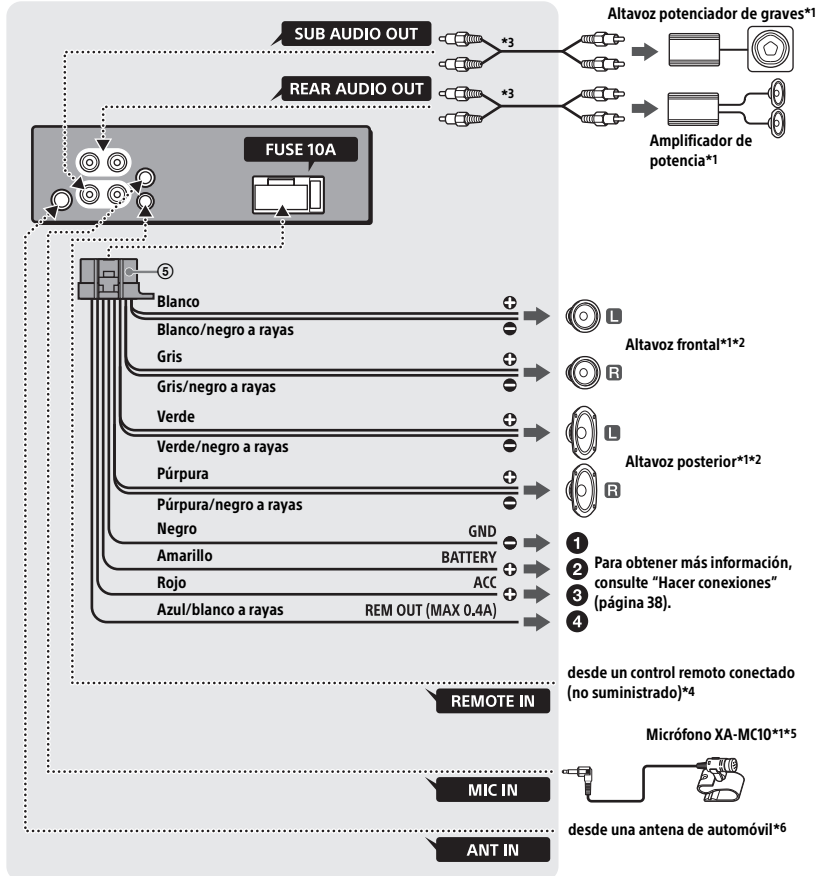 Altavoz potenciador de graves*1
SUB AUDIO OUT
*3
REAR AUDIO OUT
*3
Amplificador de
potencia*1
FUSE 10A
⑤
Blanco
Blanco/negro a rayas
L
Gris
Altavoz frontal*1*2
Gris/negro a rayas
R
Verde
Verde/negro a rayas
L
Púrpura
Altavoz posterior*1*2
Púrpura/negro a rayas
R
Negro GND ❶
Amarillo BATTERY ❷
Rojo ACC ❸
Azul/blanco a rayas REM OUT (MAX 0.4A) ❹
Para obtener más información,
consulte “Hacer conexiones”
(página 38).
desde un control remoto conectado
(no suministrado)*4
REMOTE IN
Micrófono XA-MC10*1*5
MIC IN
desde una antena de automóvil*6
ANT IN